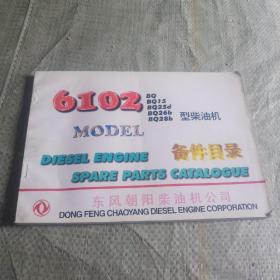 6102 BQ
BQ15
BQ25d
BQ26b
BQ28b
型柴油机
MODEL
备件目录
DIESEL ENGINE
SPARE PARTS CATALOGUE
东风朝阳柴油机公司
DONG FENG CHAOYANG DIESEL ENGINE CORPORATION